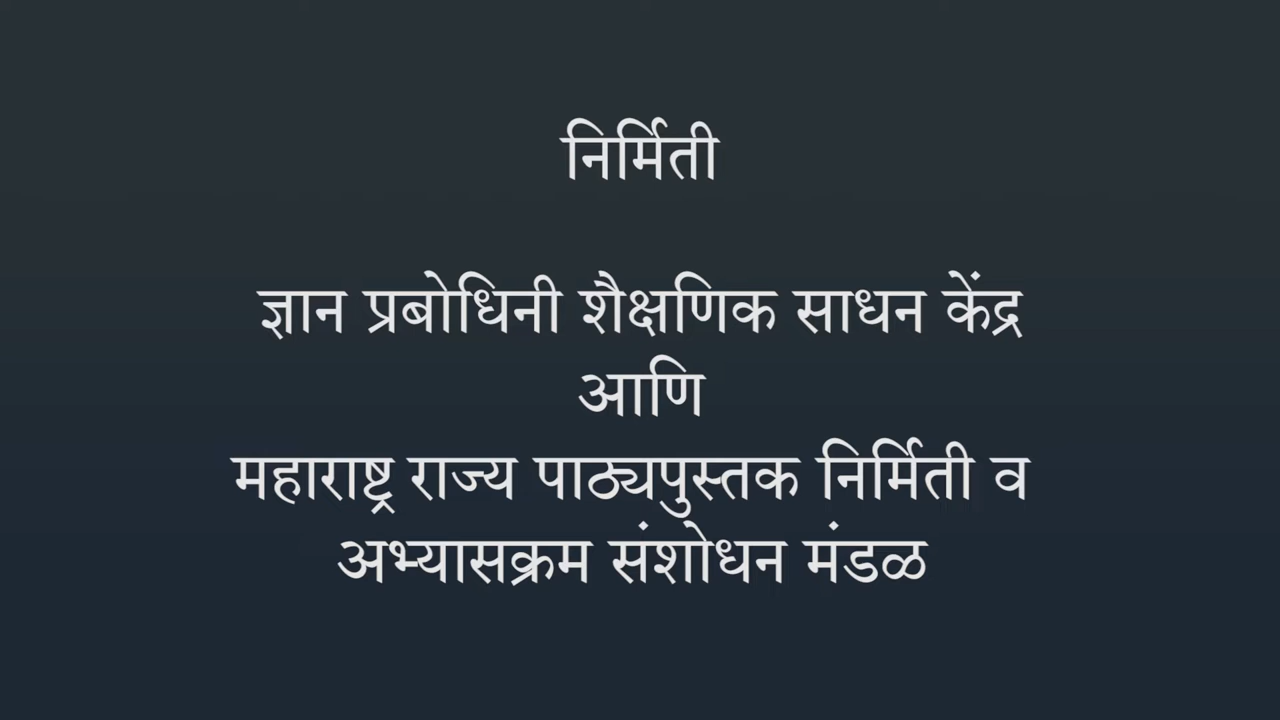 निर्मिती
ज्ञान प्रबोधिनी शैक्षणिक साधन केंद्र
आणि
महाराष्ट्र राज्य पाठ्यपुस्तक निर्मिती व
अभ्यासक्रम संशोधन मंडळ